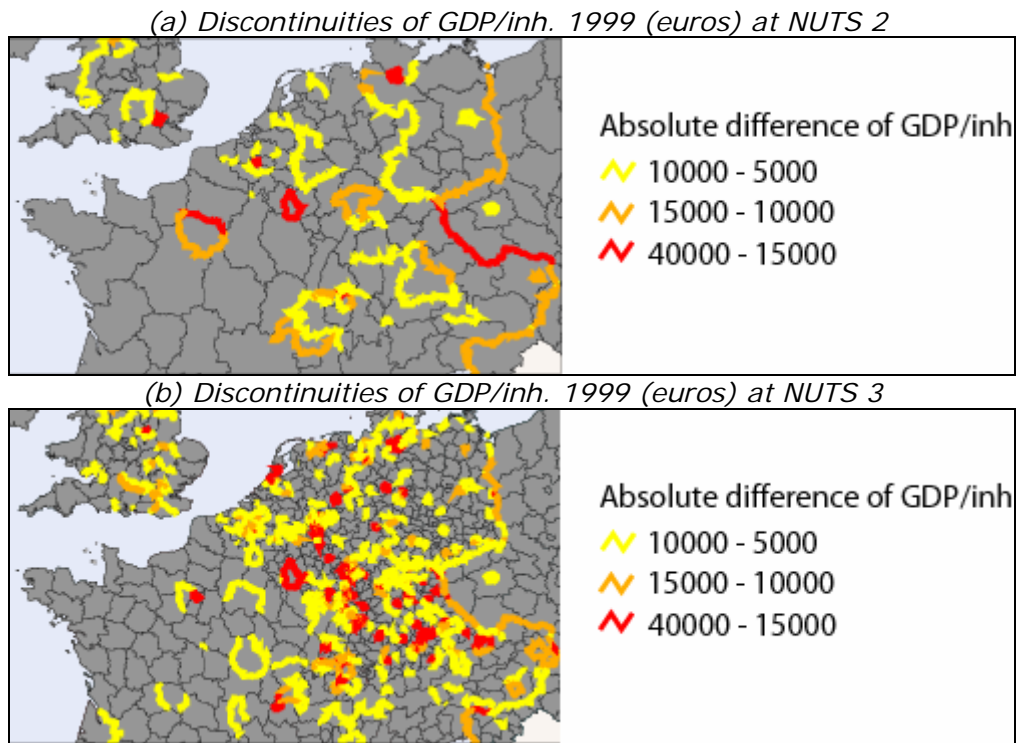 (a) Discontinuities of GDP/inh. 1999 (euros) at NUTS 2
Absolute difference of GDP/inh
10000 - 5000
15000 - 10000
40000 - 15000
(b) Discontinuities of GDP/inh. 1999 (euros) at NUTS 3
Absolute difference of GDP/inh
10000 - 5000
15000 - 10000
40000 - 15000